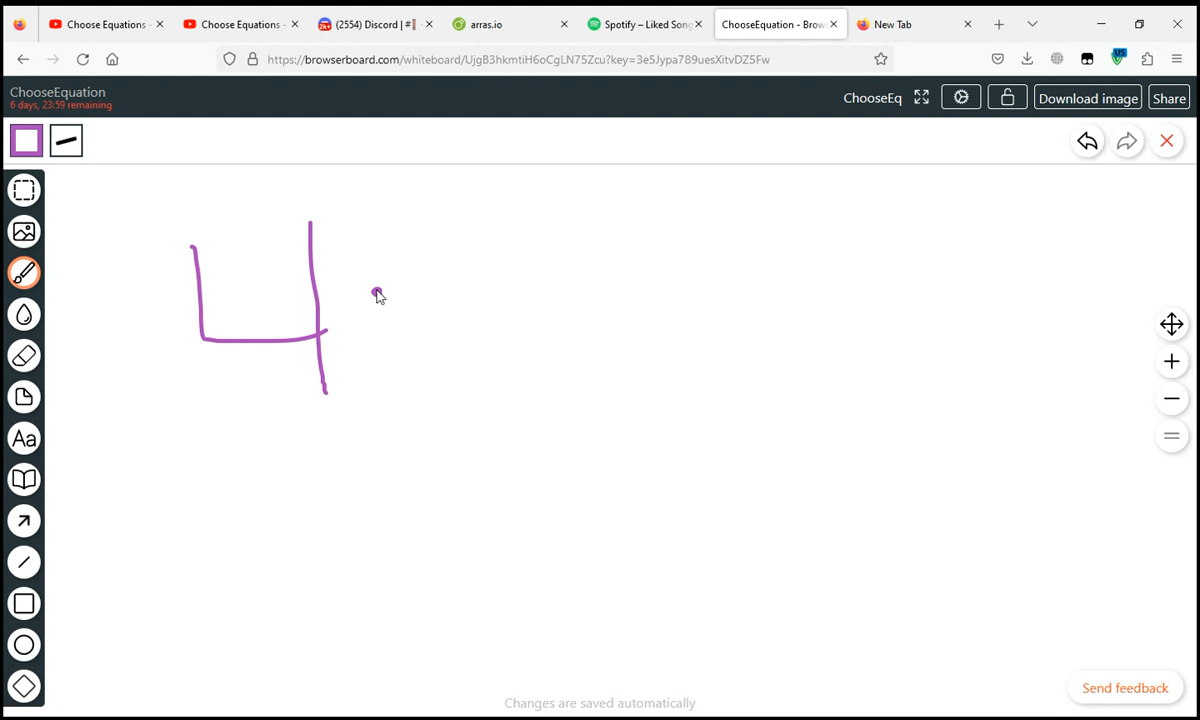 Choose Equations -
Choose Equations -
(2554) Discord | #
arras.io
Spotify – Liked Song
ChooseEquation - Brow
New Tab
https://browserboard.com/whiteboard/UjgB3hkmtiH6oCgLN75Zcu?key=3e5Jypa789uesXitvDZ5Fw
US
ChooseEquation
6 days, 23:59 remaining
ChooseEq
Download image
Share
4
Aa
Send feedback
Changes are saved automatically